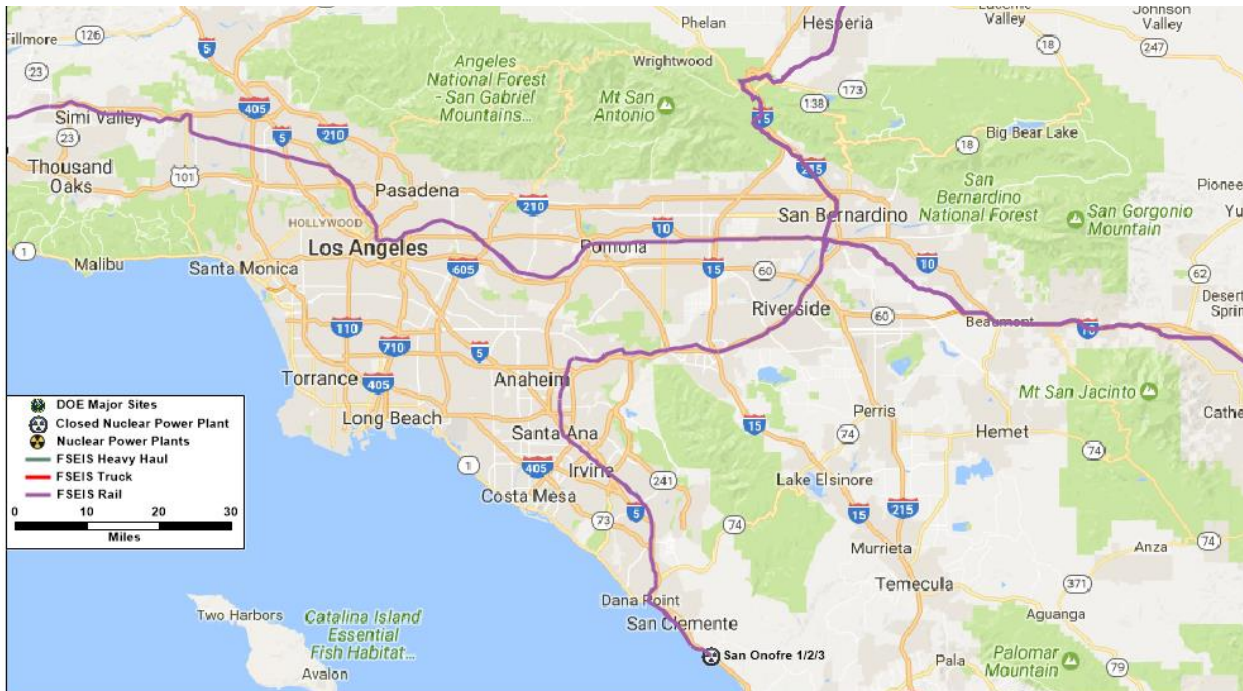 Phelan
Hesperia
Valley
Johnson
Valley
Fillmore
126
5
18
247
23
Angeles
National Forest
- San Gabriel
Mountains...
Wrightwood
173
138
Mt San
Antonio
15
Big Bear Lake
18
405
5
210
Simi Valley
23
Thousand
Oaks
101
Pasadena
210
215
San
Bernardino
National Forest
San Bernardino
San Gorgonio
Mountain
HOLLYWOOD
Los Angeles
10
Pomona
1
Malibu
Santa Monica
605
15
60
10
62
Riverside
60
Beaumont
10
110
710
5
Torrance
405
Anaheim
Long Beach
Mt San Jacinto
Perris
74
Hemet
74
Santa Ana
15
1
405
Irvine
241
Costa Mesa
Lake Elsinore
73
5
74
15
215
Murrieta
Anza
74
Temecula
371
Aguanga
Dana Point
San Clemente
San Onofre 1/2/3
Pala
Palomar
Mountain
79
Two Harbors
Catalina Island
Essential
Fish Habitat...
Avalon
DOE Major Sites
Closed Nuclear Power Plant
Nuclear Power Plants
FSEIS Heavy Haul
FSEIS Truck
FSEIS Rail
0 10 20 30
Miles